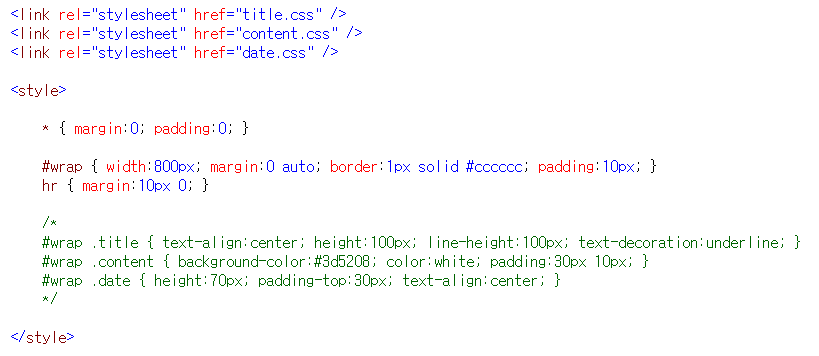 <link rel="stylesheet" href="title.css" />
<link rel="stylesheet" href="content.css" />
<link rel="stylesheet" href="date.css" />
<style>
* { margin:0; padding:0; }
#wrap { width:800px; margin:0 auto; border:1px solid #cccccc; padding:10px; }
hr { margin:10px 0; }
/*
#wrap .title { text-align:center; height:100px; line-height:100px; text-decoration:underline; }
#wrap .content { background-color:#3d5208; color:white; padding:30px 10px; }
#wrap .date { height:70px; padding-top:30px; text-align:center; }
*/
</style>